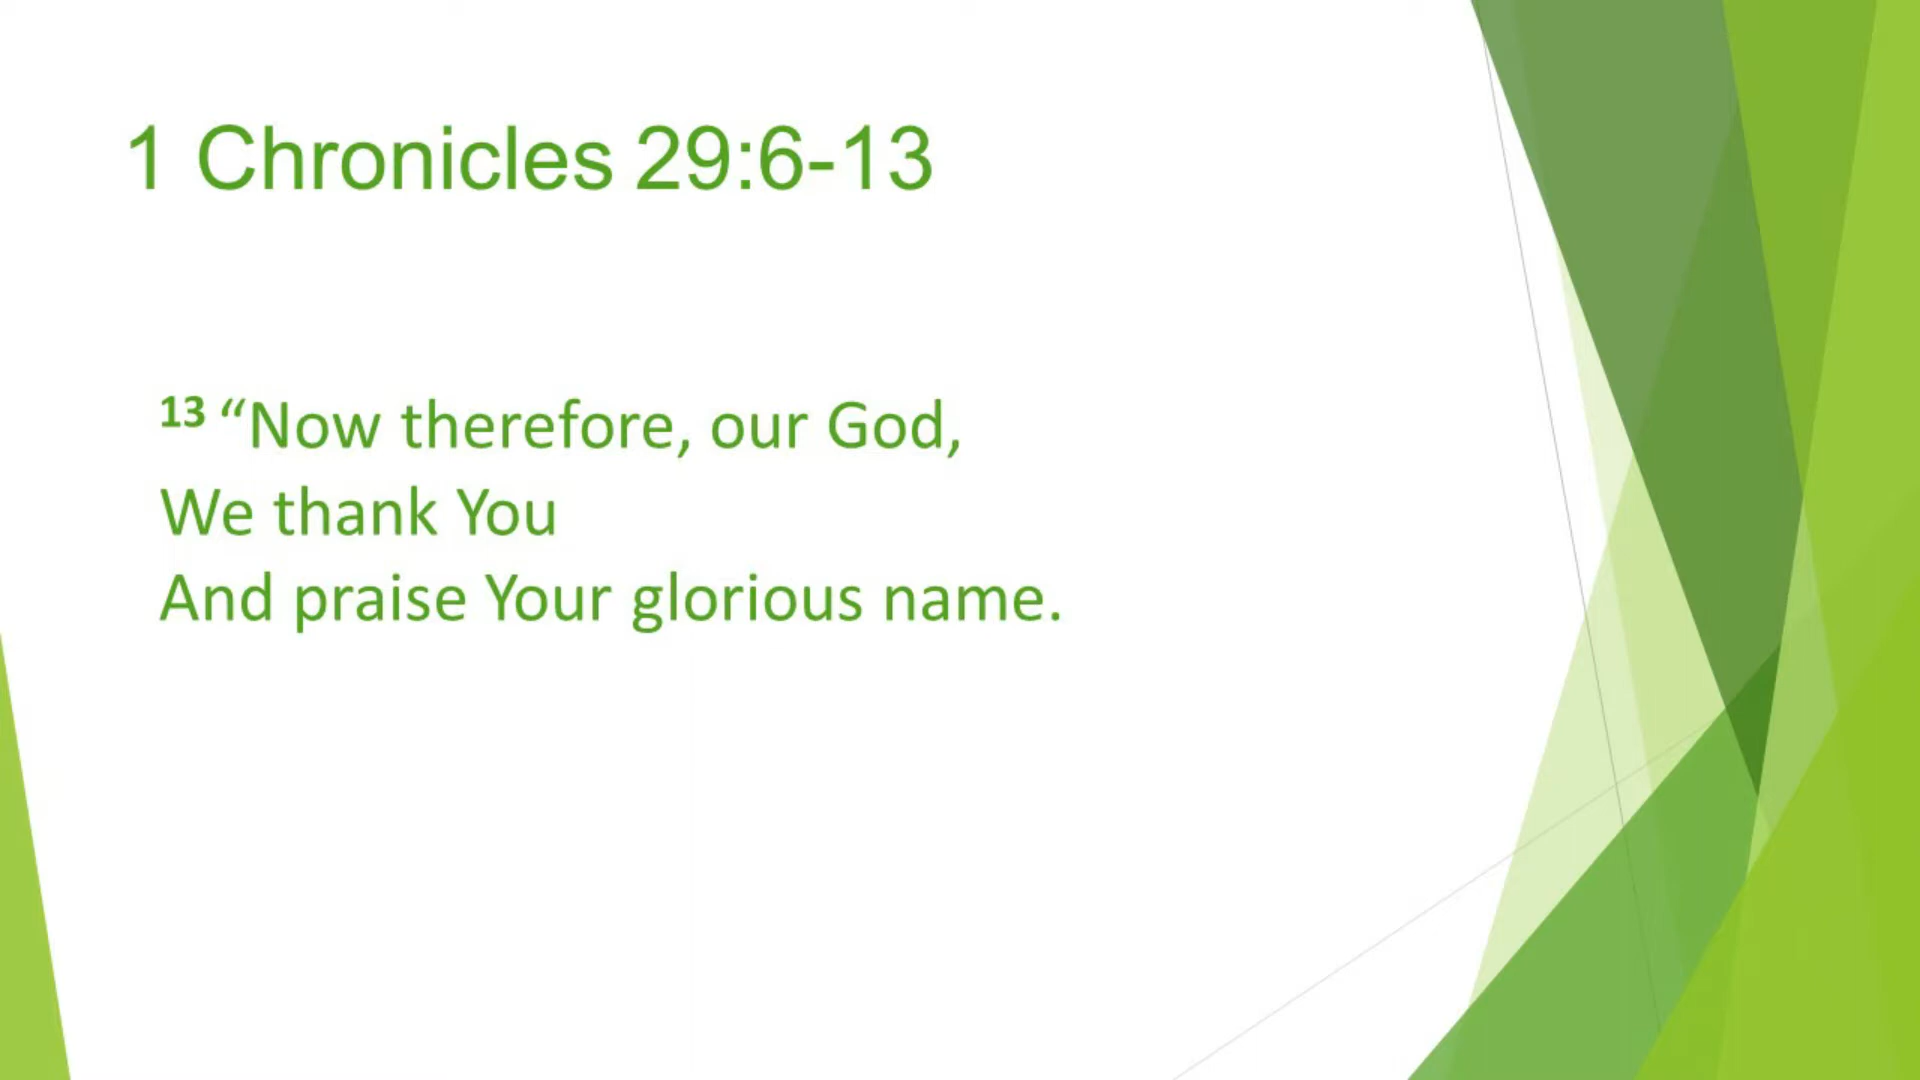 1 Chronicles 29:6-13
13 “Now therefore, our God,
We thank You
And praise Your glorious name.